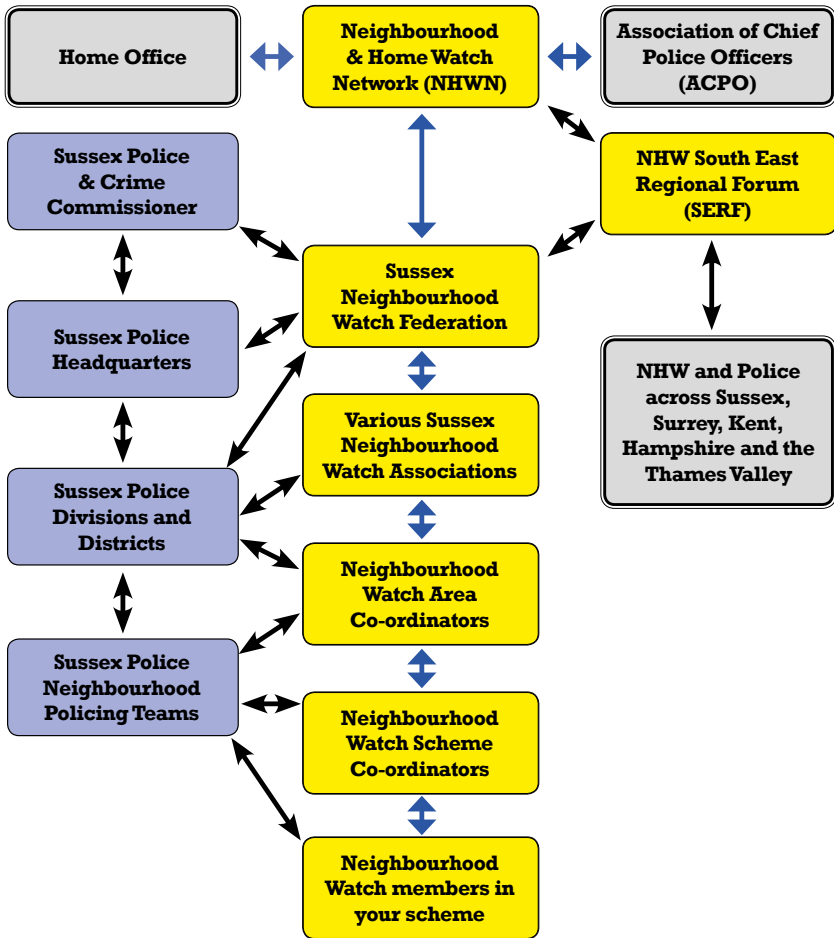 Home Office
Neighbourhood
& Home Watch
Network (NHWN)
Association of Chief
Police Officers
(ACPO)
Sussex Police
& Crime
Commissioner
NHW South East
Regional Forum
(SERF)
Sussex
Neighbourhood
Watch Federation
Sussex Police
Headquarters
NHW and Police
across Sussex,
Surrey, Kent,
Hampshire and the
Thames Valley
Various Sussex
Neighbourhood
Watch Associations
Sussex Police
Divisions and
Districts
Neighbourhood
Watch Area
Co-ordinators
Sussex Police
Neighbourhood
Policing Teams
Neighbourhood
Watch Scheme
Co-ordinators
Neighbourhood
Watch members in
your scheme